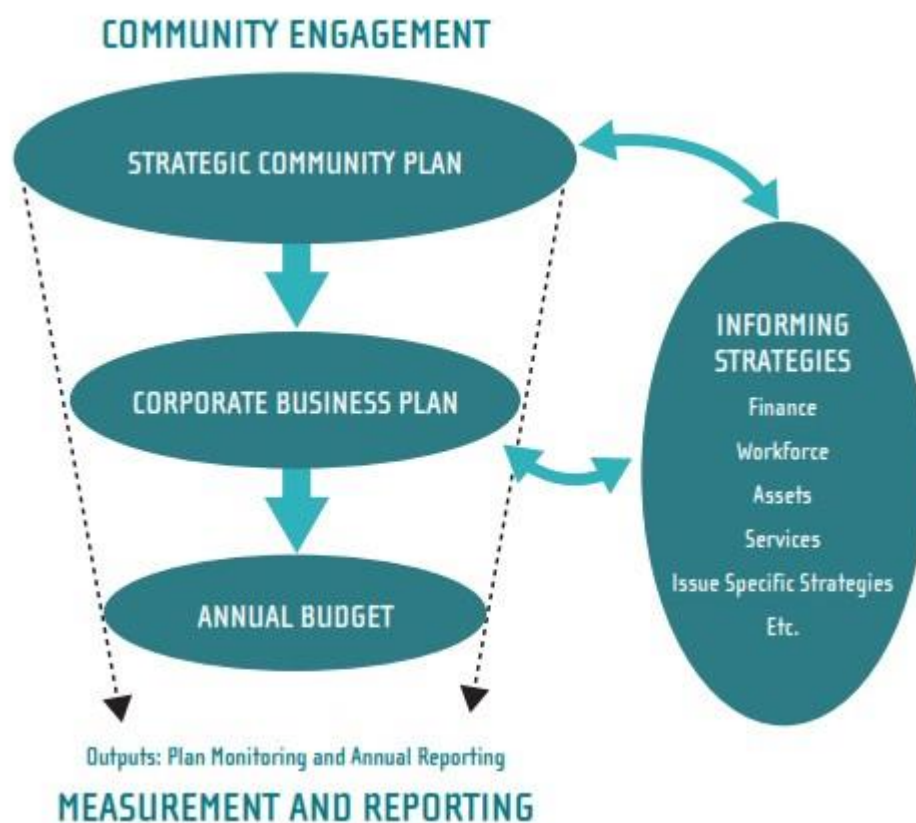 COMMUNITY ENGAGEMENT
STRATEGIC COMMUNITY PLAN
CORPORATE BUSINESS PLAN
ANNUAL BUDGET
INFORMING
STRATEGIES
Finance
Workforce
Assets
Services
Issue Specific Strategies
Etc.
Outputs: Plan Monitoring and Annual Reporting
MEASUREMENT AND REPORTING